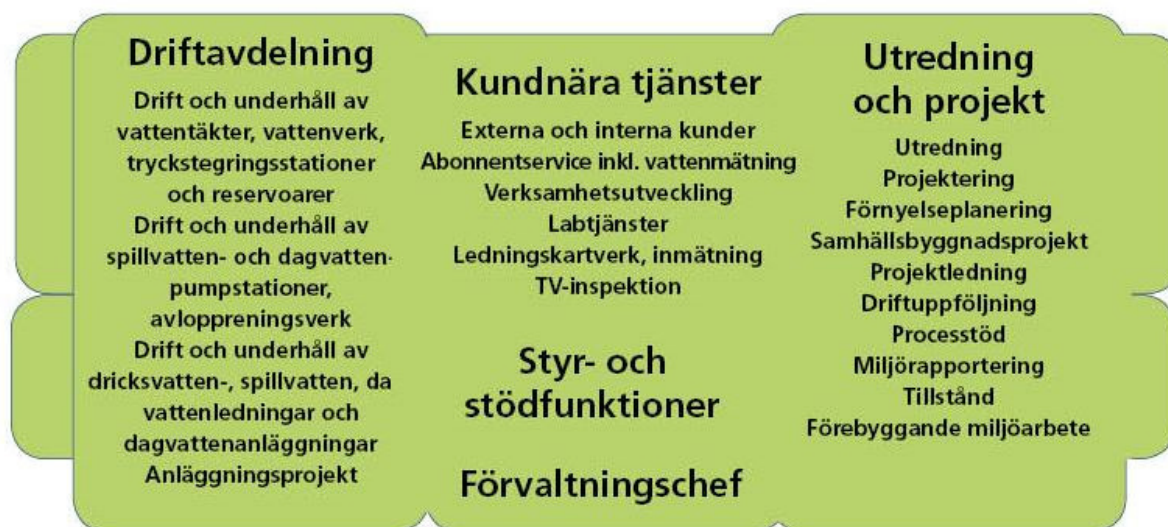 Driftavdelning
Drift och underhåll av
vattentäkter, vattenverk,
tryckstegringsstationer
och reservoarer
Drift och underhåll av
spillvatten- och dagvatten-
pumpstationer,
avloppreningsverk
Drift och underhåll av
dricksvatten-, spillvatten, da
vattenledningar och
dagvattenanläggningar
Anläggningsprojekt
Kundnära tjänster
Externa och interna kunder
Abonnentservice inkl. vattenmätning
Verksamhetsutveckling
Labtjänster
Ledningskartverk, inmätning
TV-inspektion
Styr- och
stödfunktioner
Förvaltningschef
Utredning
och projekt
Utredning
Projektering
Förnyelseplanering
Samhällsbyggnadsprojekt
Projektledning
Driftuppföljning
Processtöd
Miljörapportering
Tillstånd
Förebyggande miljöarbete